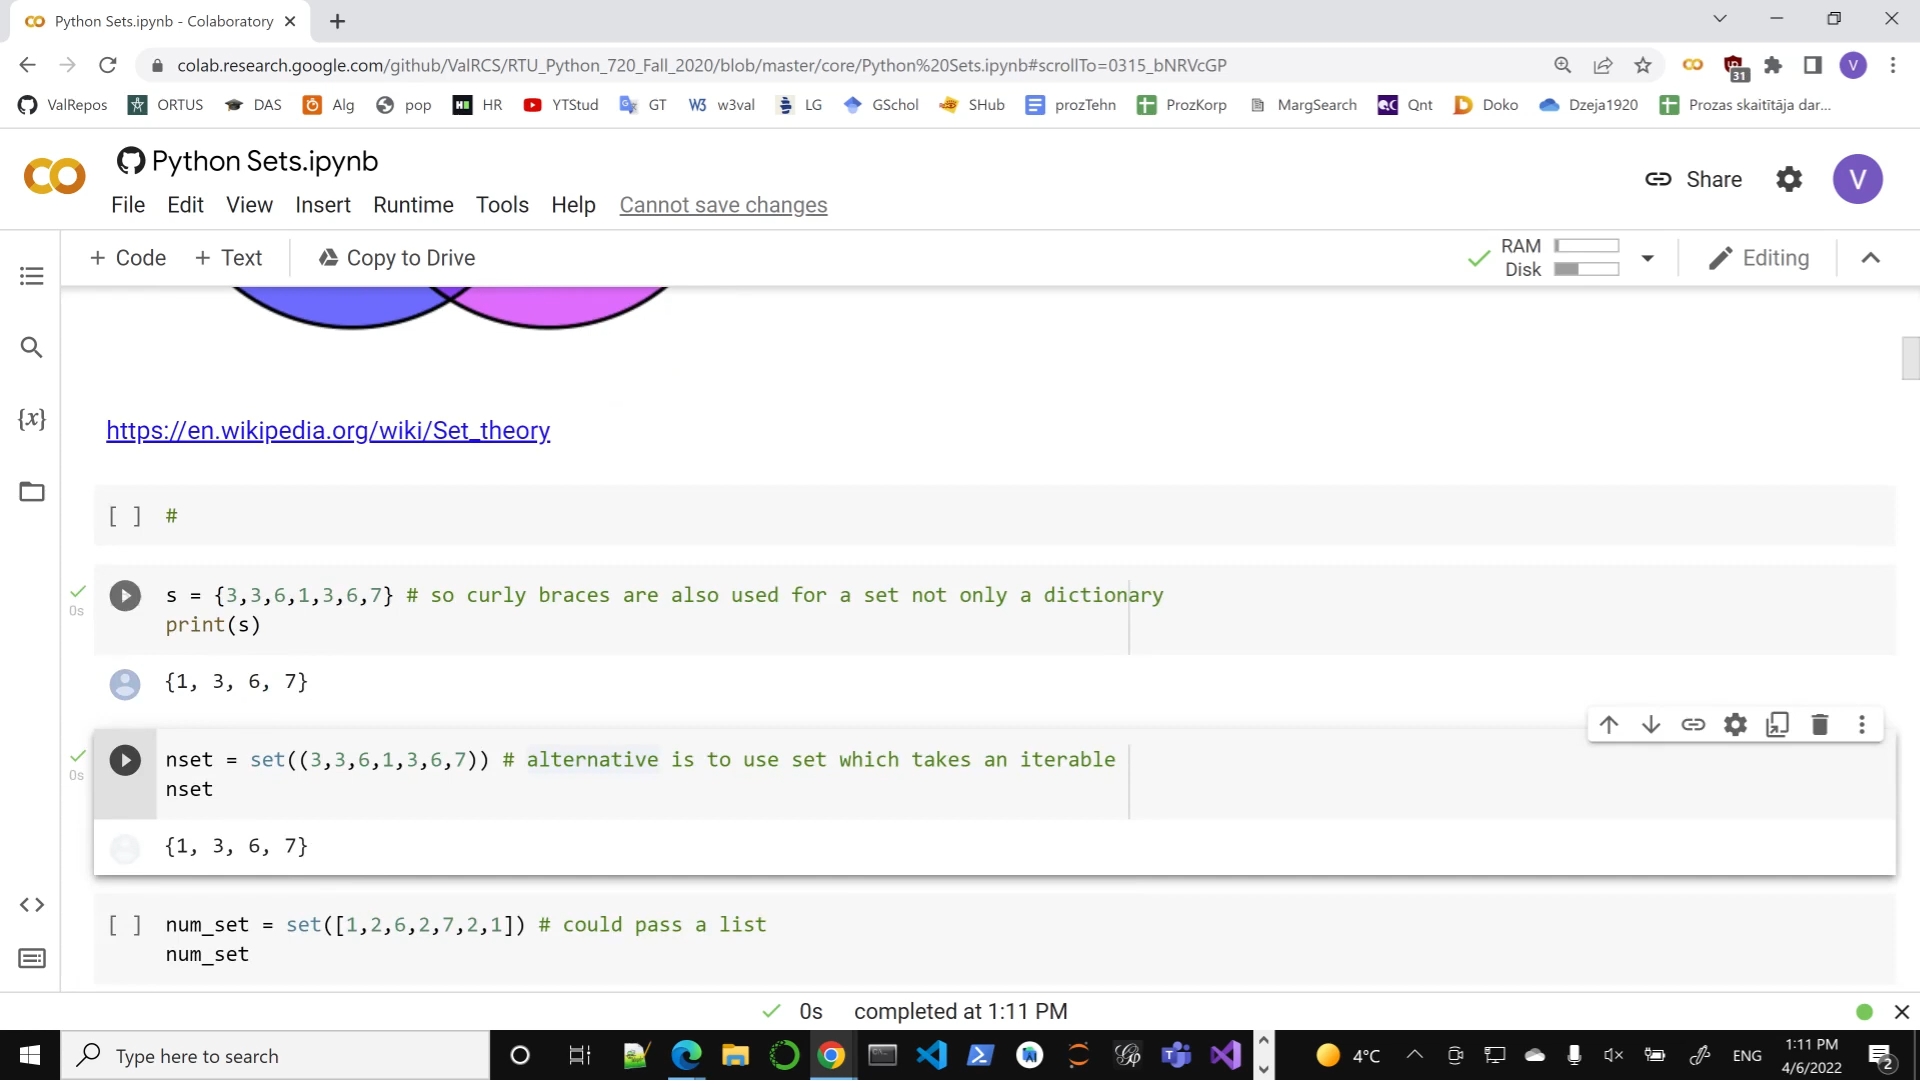 Python Sets.ipynb - Colaboratory
colab.research.google.com/github/ValRCS/RTU_Python_720_Fall_2020/blob/master/core/Python%20Sets.ipynb#scrollTo=0315_bNRVcGP
31
V
ValRepos ORTUS DAS Alg pop HR YTStud GT w3val LG GSchol SHub prozTehn ProzKorp MargSearch Qnt Doko Dzeja1920 Prozas skaitītāja dar...
Python Sets.ipynb
Share
V
File Edit View Insert Runtime Tools Help Cannot save changes
+ Code + Text Copy to Drive
RAM
Disk
Editing
{x}
https://en.wikipedia.org/wiki/Set_theory
[ ] #
0s
s = {3,3,6,1,3,6,7} # so curly braces are also used for a set not only a dictionary
print(s)
{1, 3, 6, 7}
0s
nset = set((3,3,6,1,3,6,7)) # alternative is to use set which takes an iterable
nset
{1, 3, 6, 7}
[ ] num_set = set([1,2,6,2,7,2,1]) # could pass a list
num_set
0s completed at 1:11 PM
Type here to search
4°C
ENG
1:11 PM
4/6/2022
2